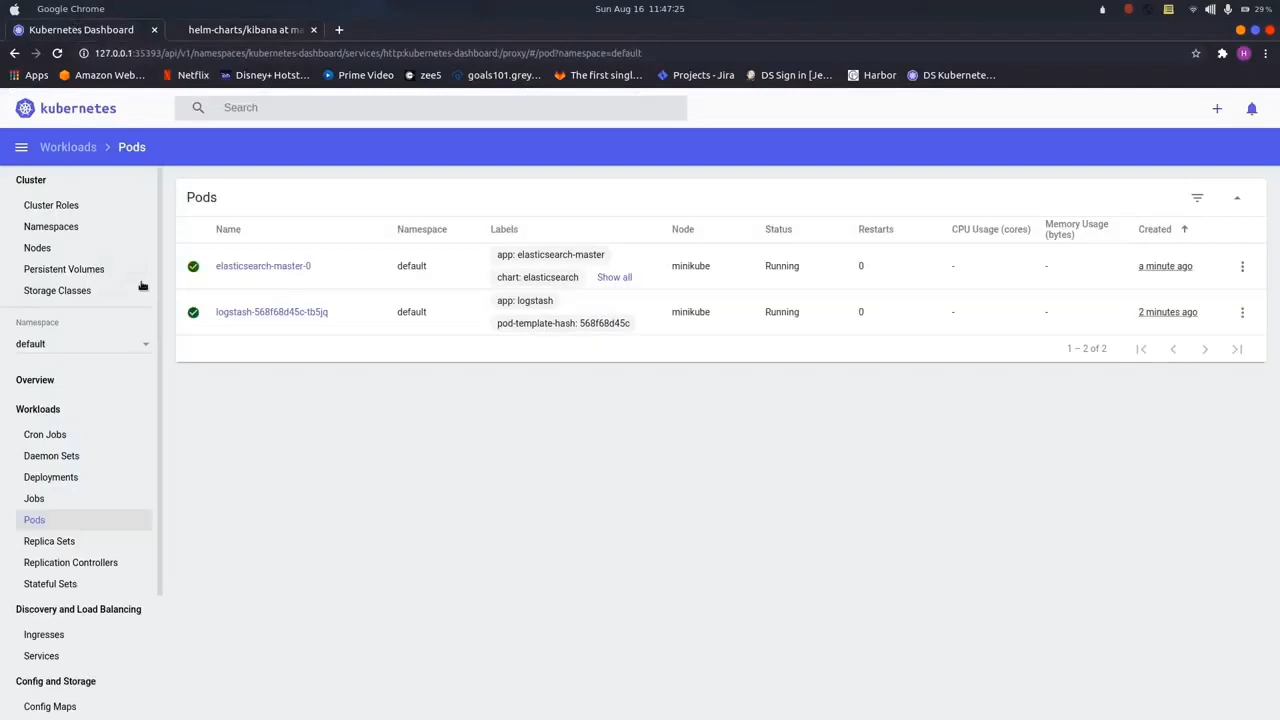 Google Chrome
Sun Aug 16 11:47:25
29%
Kubernetes Dashboard
helm-charts/kibana at ma
127.0.0.1:35393/api/v1/namespaces/kubernetes-dashboard/services/http:kubernetes-dashboard:/proxy/#/pod?namespace=default
H
Apps Amazon Web... Netflix Disney+ Hotst... Prime Video zee5 goals101.grey... The first singl... Projects - Jira DS Sign in [Je... Harbor DS Kubernete...
kubernetes
Search
Workloads > Pods
Cluster
Cluster Roles
Namespaces
Nodes
Persistent Volumes
Storage Classes
Namespace
default
Overview
Workloads
Cron Jobs
Daemon Sets
Deployments
Jobs
Pods
Replica Sets
Replication Controllers
Stateful Sets
Discovery and Load Balancing
Ingresses
Services
Config and Storage
Config Maps
Pods
Name Namespace Labels Node Status Restarts CPU Usage (cores) Memory Usage (bytes) Created
elasticsearch-master-0 default app: elasticsearch-master chart: elasticsearch Show all minikube Running 0 - - a minute ago
logstash-568f68d45c-tb5jq default app: logstash pod-template-hash: 568f68d45c minikube Running 0 - - 2 minutes ago
1 – 2 of 2